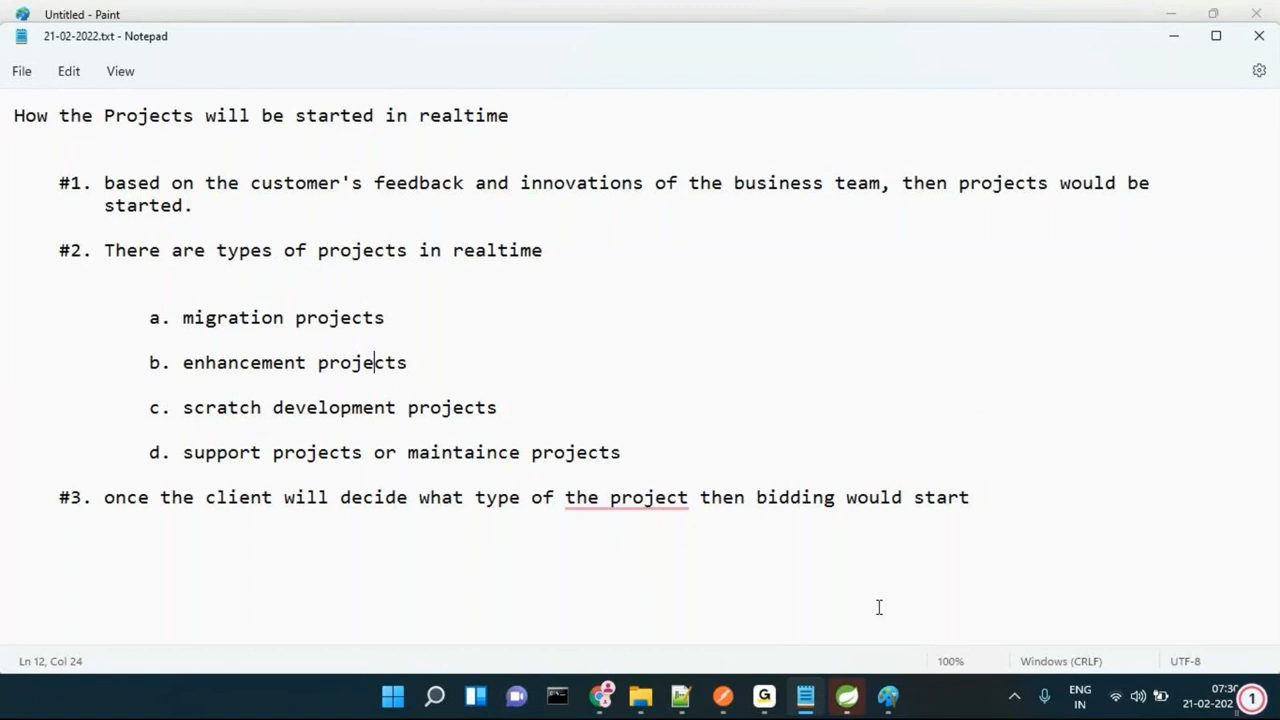 Untitled - Paint
21-02-2022.txt - Notepad
File Edit View
How the Projects will be started in realtime
#1. based on the customer's feedback and innovations of the business team, then projects would be
started.
#2. There are types of projects in realtime
a. migration projects
b. enhancement projects
c. scratch development projects
d. support projects or maintaince projects
#3. once the client will decide what type of the project then bidding would start
Ln 12, Col 24 100% Windows (CRLF) UTF-8
ENG
IN